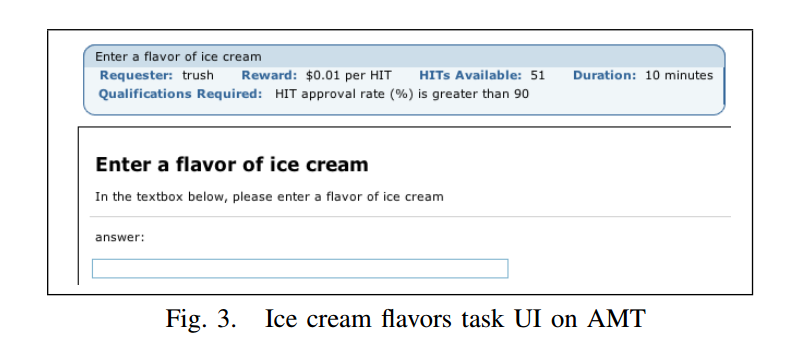 Enter a flavor of ice cream
Requester: trush Reward: $0.01 per HIT HITs Available: 51 Duration: 10 minutes
Qualifications Required: HIT approval rate (%) is greater than 90
Enter a flavor of ice cream
In the textbox below, please enter a flavor of ice cream
answer:
Fig. 3. Ice cream flavors task UI on AMT